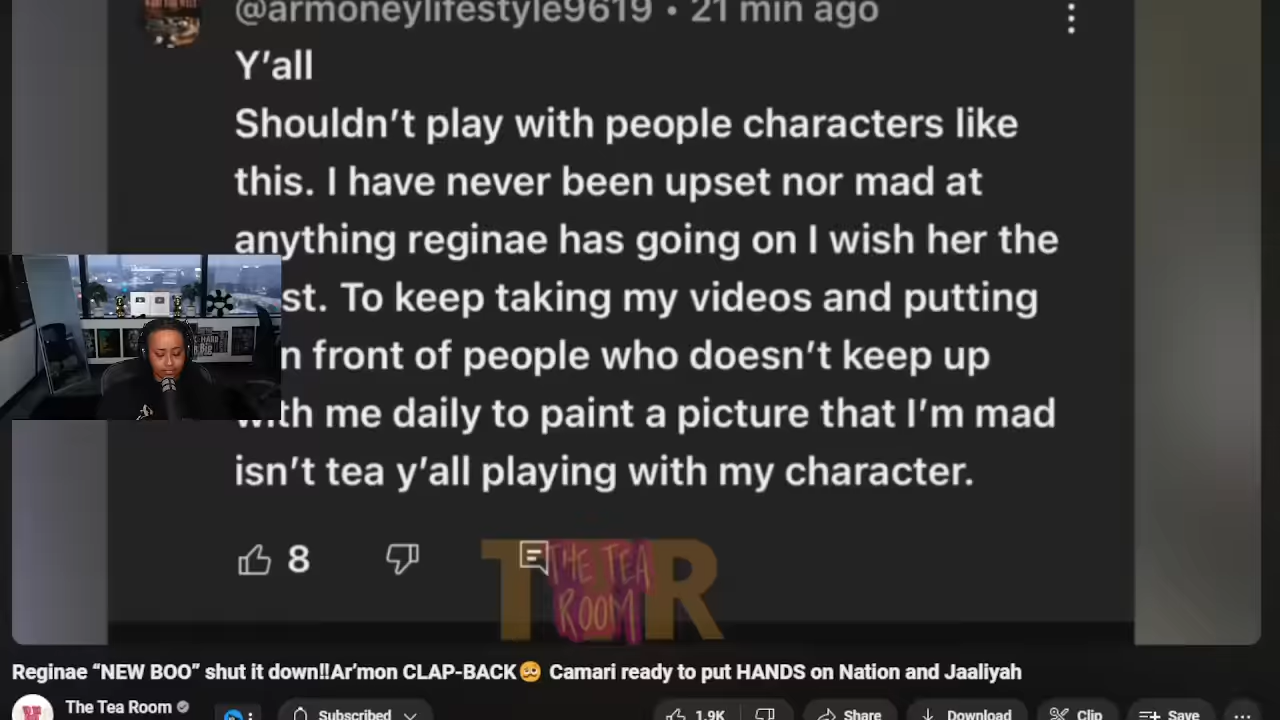 @armoneylifestyle9619 • 21 min ago
Y'all
Shouldn't play with people characters like
this. I have never been upset nor mad at
anything reginae has going on I wish her the
st. To keep taking my videos and putting
n front of people who doesn't keep up
with me daily to paint a picture that I'm mad
isn't tea y'all playing with my character.
8
T R
THE TEA
ROOM
Reginae “NEW BOO” shut it down‼️Ar'mon CLAP-BACK🥴 Camari ready to put HANDS on Nation and Jaaliyah
The Tea Room
Subscribed
1.9K
Share
Download
Clip
Save